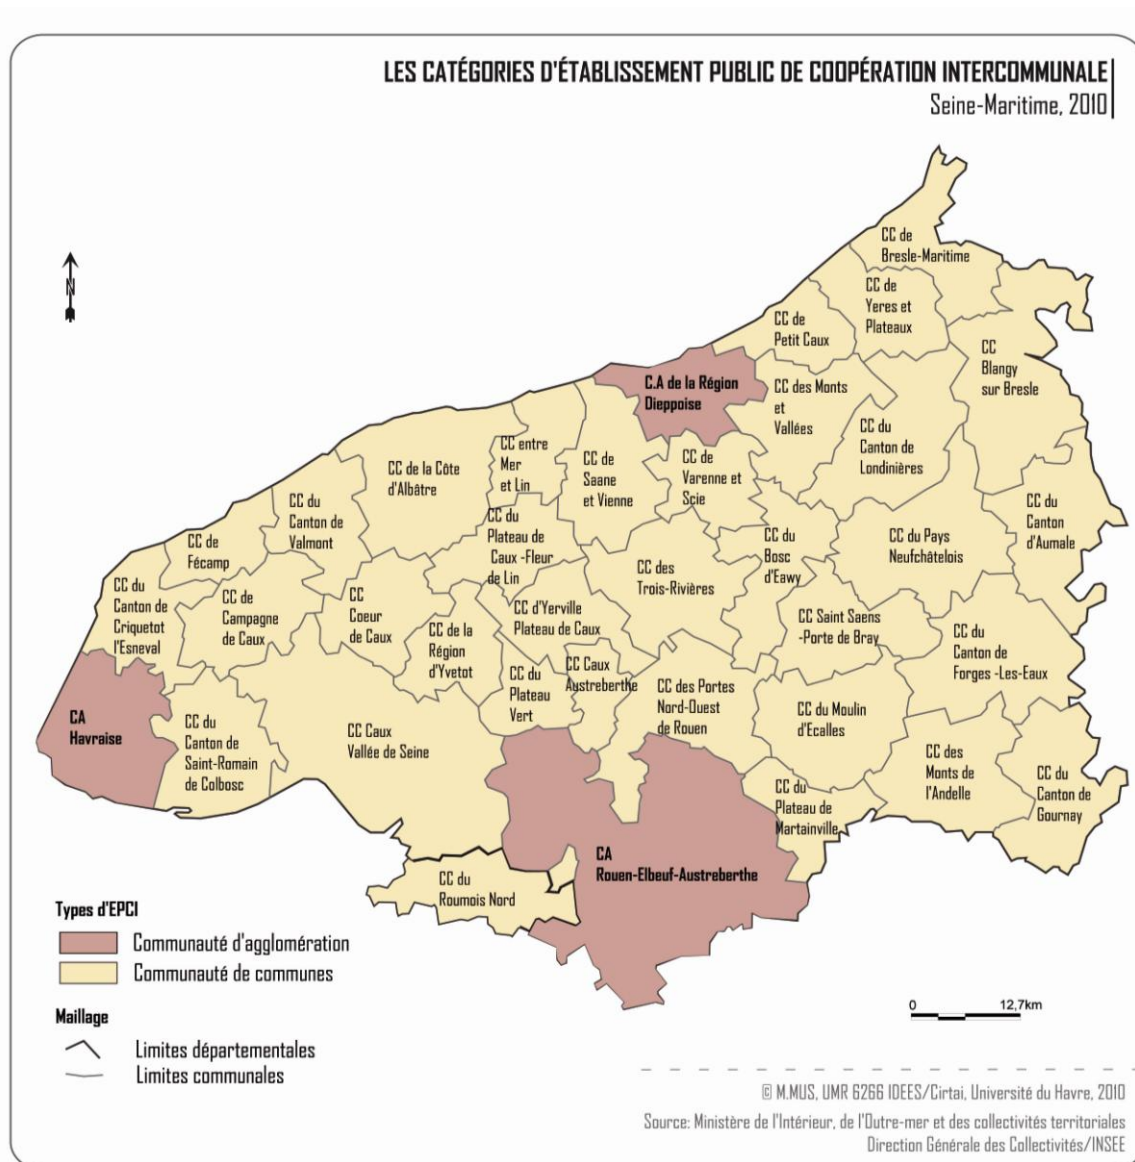 LES CATÉGORIES D'ÉTABLISSEMENT PUBLIC DE COOPÉRATION INTERCOMMUNALE
Seine-Maritime, 2010
N
CC de
Bresle-Maritime
CC de
Yeres et
Plateaux
CC de
Petit Caux
CC
Blangy
sur Bresle
C.A de la Région
Dieppoise
CC des Monts
et
Vallées
CC du
Canton de
Londinières
CC entre
Mer
et Lin
CC de
Saane
et Vienne
CC de
Varenne et
Scie
CC de la Côte
d'Albâtre
CC du
Canton de
Valmont
CC de
Fécamp
CC du
Plateau de
Caux -Fleur
de Lin
CC du
Bosc
d'Eawy
CC du Pays
Neufchâtelois
CC du
Canton
d'Aumale
CC du
Canton de
Criquetot
l'Esneval
CC de
Campagne
de Caux
CC
Coeur
de Caux
CC de la
Région
d'Yvetot
CC d'Yerville
Plateau de Caux
CC des
Trois-Rivières
CC Saint Saens
-Porte de Bray
CC du
Canton de
Forges -Les-Eaux
CC du
Plateau
Vert
CC Caux
Austreberthe
CC des Portes
Nord-Ouest
de Rouen
CC du Moulin
d'Ecalles
CA
Havraise
CC du
Canton de
Saint-Romain
de Colbosc
CC Caux
Vallée de Seine
CC des
Monts de
l'Andelle
CC du
Canton de
Gournay
CC du
Plateau de
Martainville
CA
Rouen-Elbeuf-Austreberthe
CC du
Roumois Nord
Types d'EPCI
Communauté d'agglomération
Communauté de communes
Maillage
Limites départementales
Limites communales
0 12,7km
© M.MUS, UMR 6266 IDEES/Cirtai, Université du Havre, 2010
Source: Ministère de l'Intérieur, de l'Outre-mer et des collectivités territoriales
Direction Générale des Collectivités/INSEE